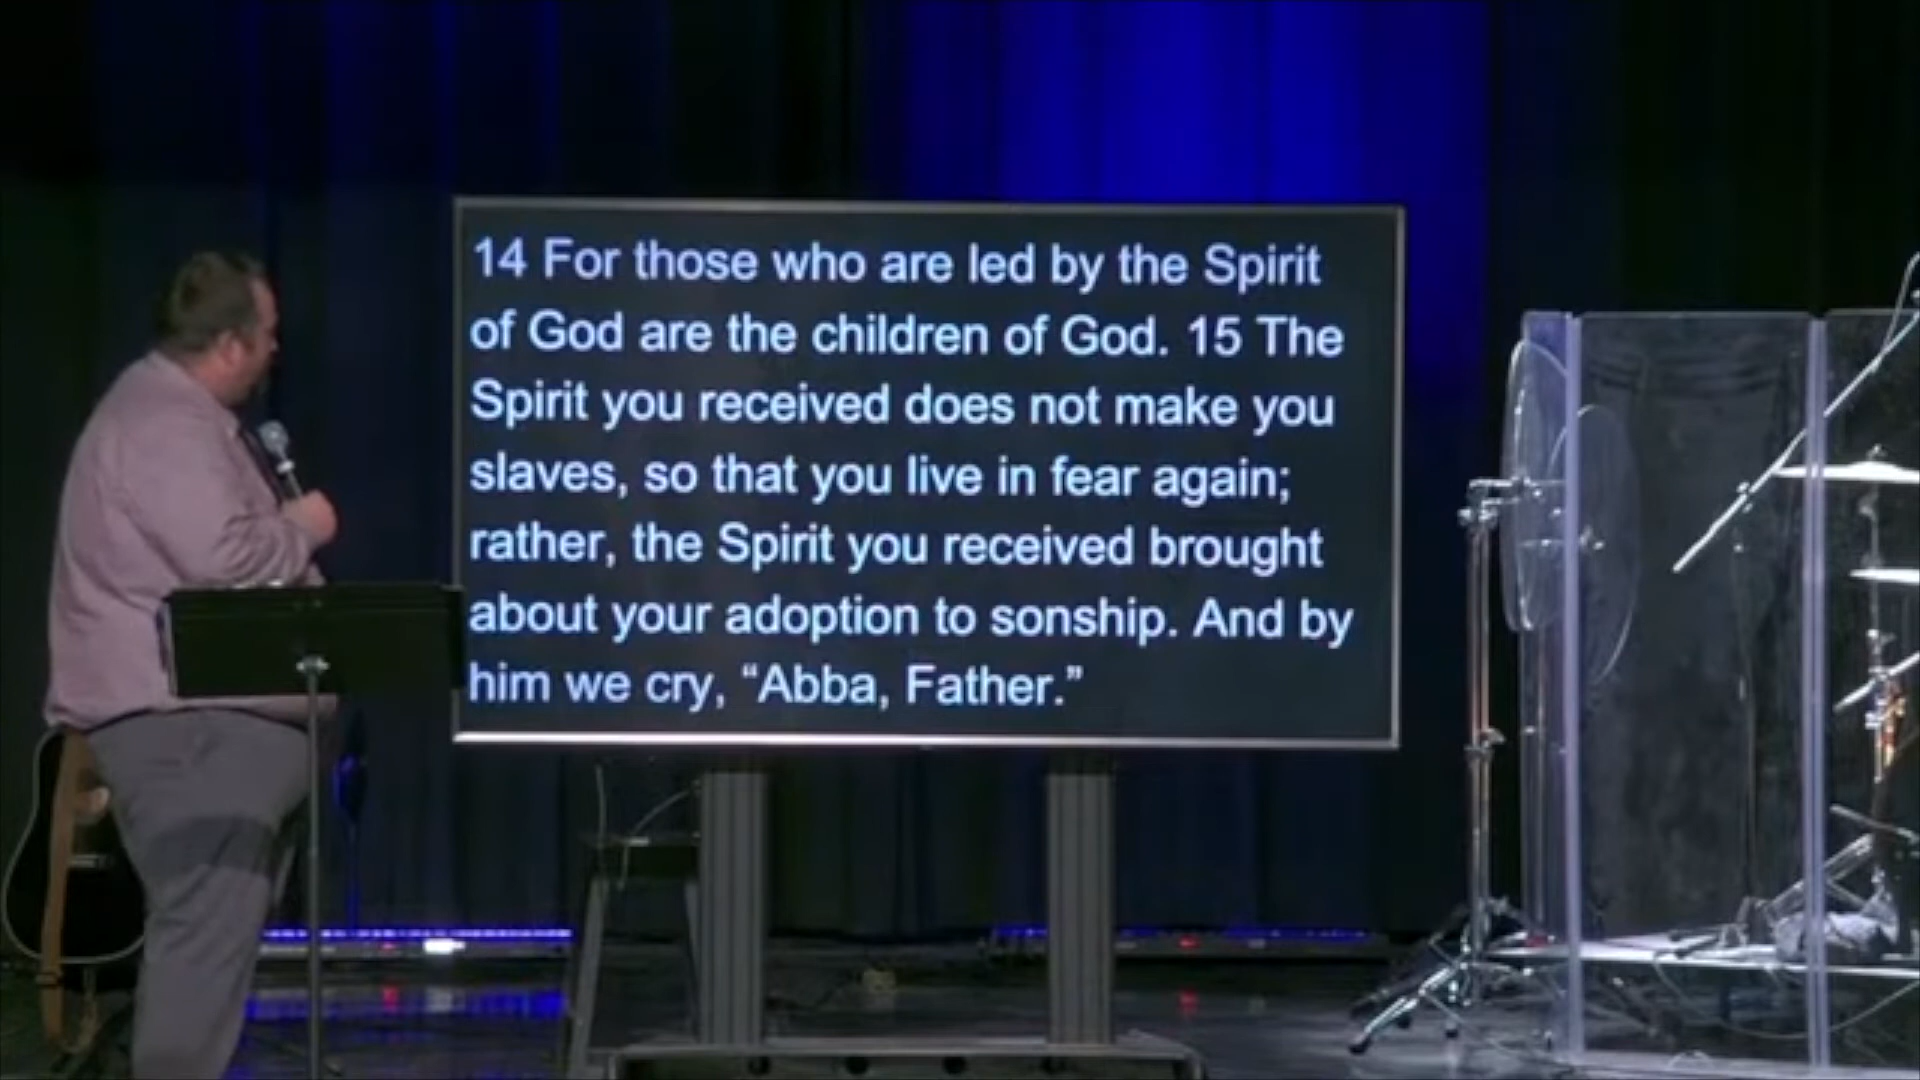 14 For those who are led by the Spirit
of God are the children of God. 15 The
Spirit you received does not make you
slaves, so that you live in fear again;
rather, the Spirit you received brought
about your adoption to sonship. And by
him we cry, “Abba, Father.”